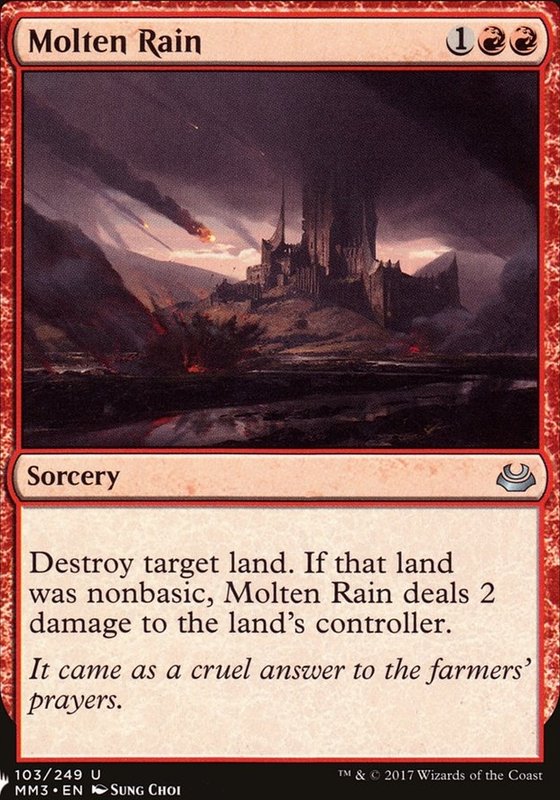 Molten Rain 1
Sorcery
Destroy target land. If that land
was nonbasic, Molten Rain deals 2
damage to the land's controller.
It came as a cruel answer to the farmers'
prayers.
103/249 U
MM3 • EN Sung Choi
™ & © 2017 Wizards of the Coast